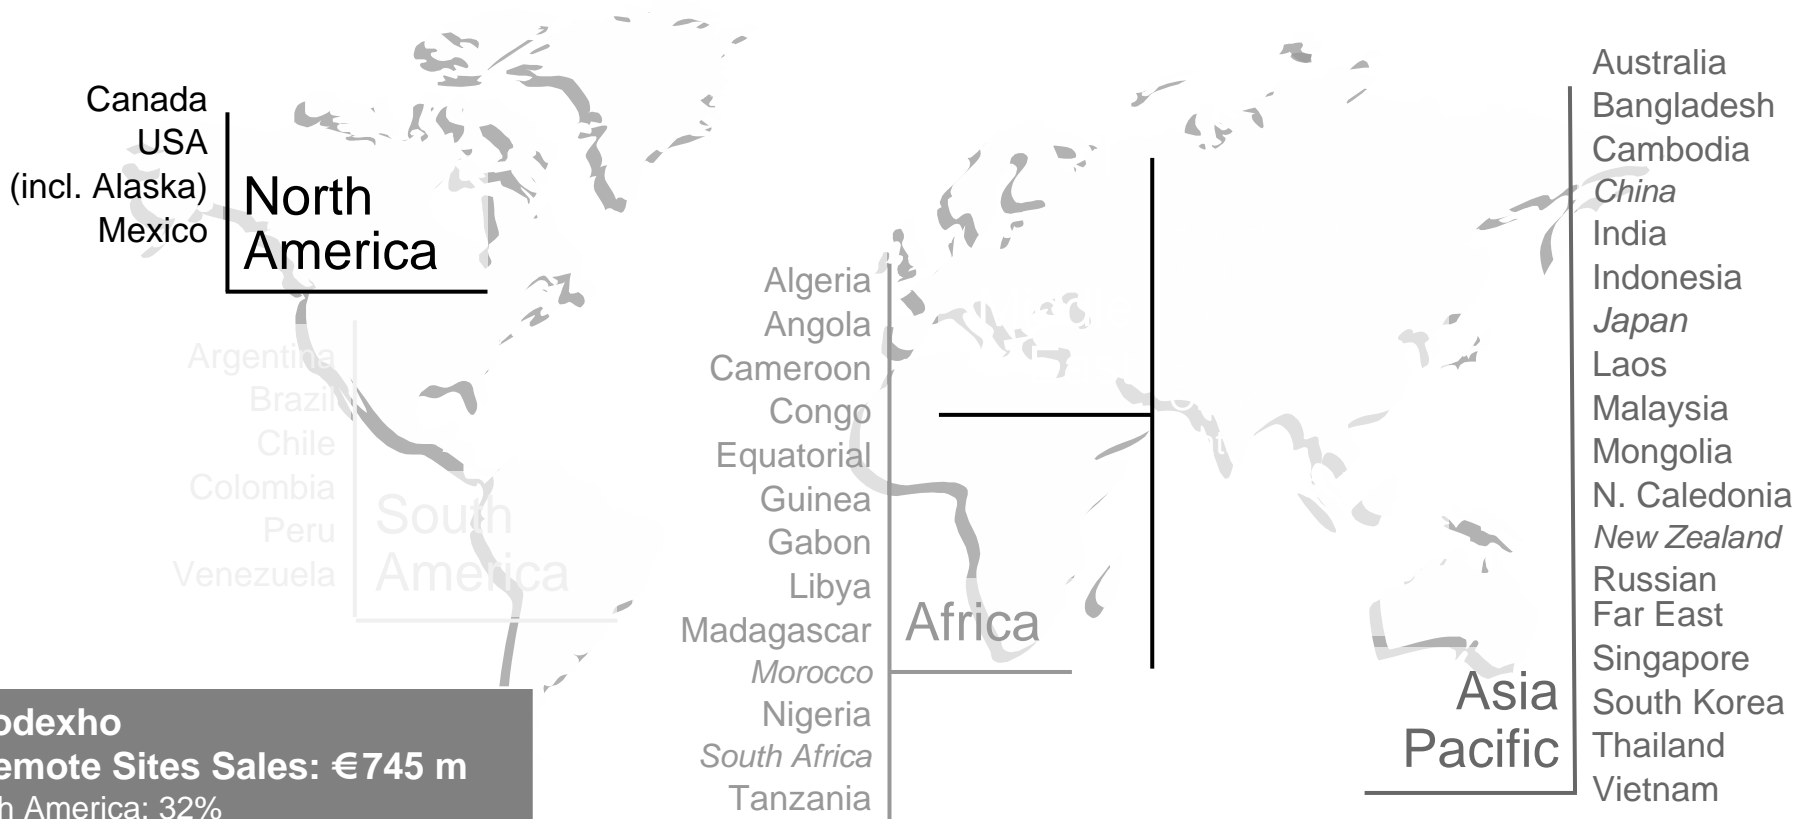 Canada
USA
(incl. Alaska)
Mexico
North
America
Argentina
Brazil
Chile
Colombia
Peru
Venezuela
South
America
Algeria
Angola
Cameroon
Congo
Equatorial
Guinea
Gabon
Libya
Madagascar
Morocco
Nigeria
South Africa
Tanzania
Africa
Australia
Bangladesh
Cambodia
China
India
Indonesia
Japan
Laos
Malaysia
Mongolia
N. Caledonia
New Zealand
Russian
Far East
Singapore
South Korea
Thailand
Vietnam
Asia
Pacific
odexho
emote Sites Sales: €745 m
h America: 32%